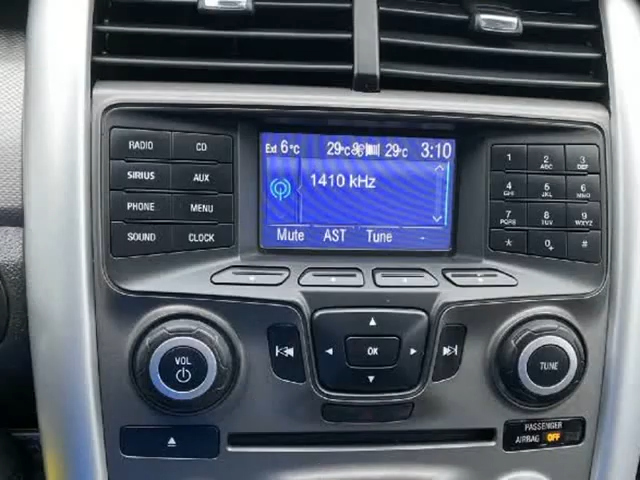 Ext 6°C 29°C 29°C 3:10
1410 kHz
Mute AST Tune -
RADIO CD
SIRIUS AUX
PHONE MENU
SOUND CLOCK
1 2 ABC 3 DEF
4 GHI 5 JKL 6 MNO
7 PQRS 8 TUV 9 WXYZ
* 0 + #
VOL
OK
TUNE
PASSENGER
AIRBAG OFF